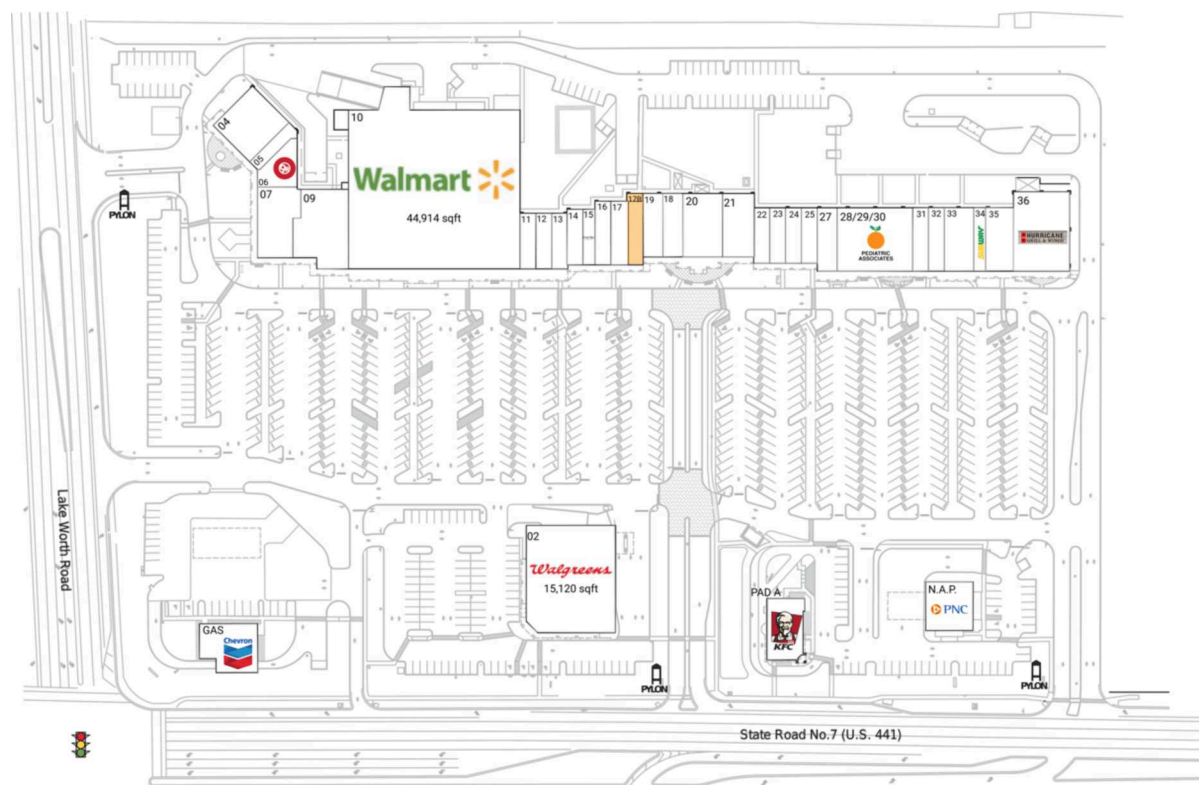 10
04
Walmart
05
06
07
09
44,914 sqft
11
12
13
14
15
16
17
12B
19
18
20
21
22
23
24
25
27
28/29/30
PEDIATRIC
ASSOCIATES
31
32
33
34
SUBWAY
35
36
HURRICANE
GRILL & WINGS
PYLON
Lake Worth Road
02
Walgreens
15,120 sqft
PAD A
KFC
N.A.P.
PNC
GAS
Chevron
PYLON
PYLON
State Road No.7 (U.S. 441)